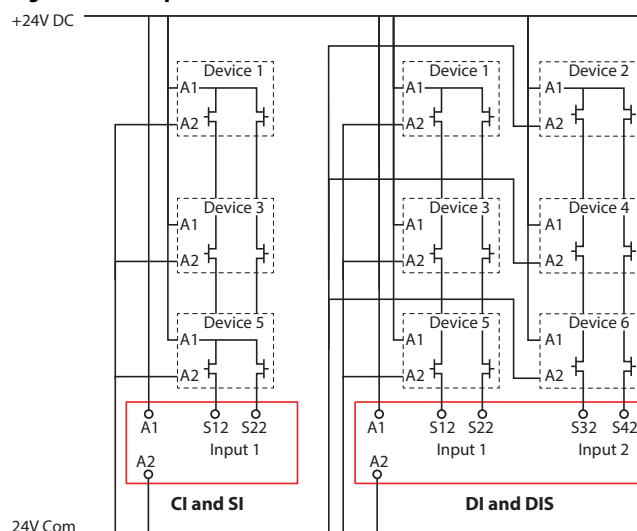 +24V DC
Device 1
A1
A2
Device 3
A1
A2
Device 5
A1
A2
A1
S12
S22
Input 1
A2
CI and SI
Device 1
A1
A2
Device 3
A1
A2
Device 5
A1
A2
Device 2
A1
A2
Device 4
A1
A2
Device 6
A1
A2
A1
S12
S22
S32
S42
Input 1
Input 2
A2
DI and DIS
24V Com